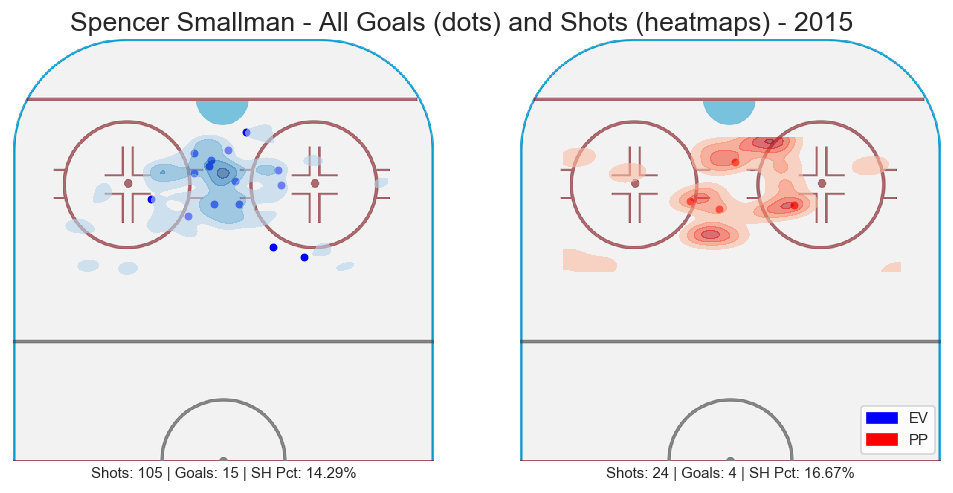 Spencer Smallman - All Goals (dots) and Shots (heatmaps) - 2015
EV
PP
Shots: 105 | Goals: 15 | SH Pct: 14.29%
Shots: 24 | Goals: 4 | SH Pct: 16.67%